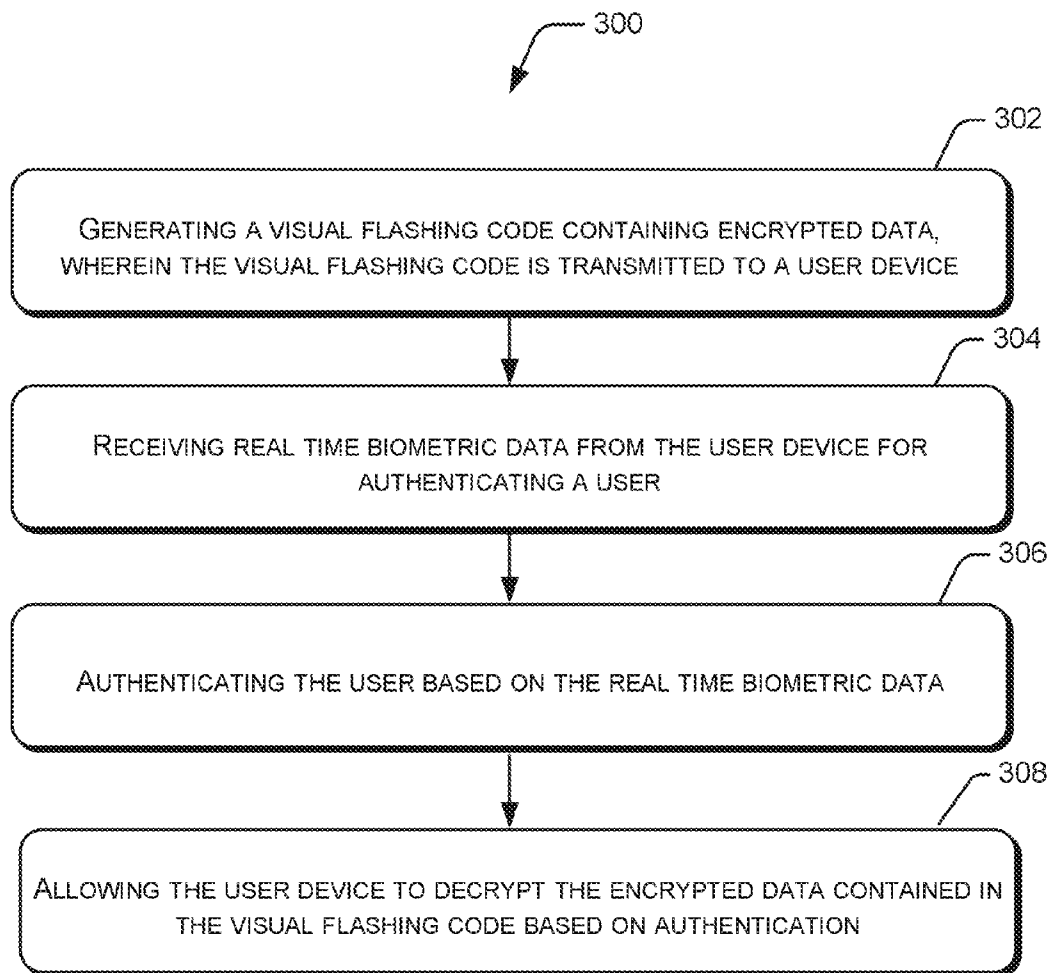 300
302
GENERATING A VISUAL FLASHING CODE CONTAINING ENCRYPTED DATA,
WHEREIN THE VISUAL FLASHING CODE IS TRANSMITTED TO A USER DEVICE
304
RECEIVING REAL TIME BIOMETRIC DATA FROM THE USER DEVICE FOR
AUTHENTICATING A USER
306
AUTHENTICATING THE USER BASED ON THE REAL TIME BIOMETRIC DATA
308
ALLOWING THE USER DEVICE TO DECRYPT THE ENCRYPTED DATA CONTAINED IN
THE VISUAL FLASHING CODE BASED ON AUTHENTICATION